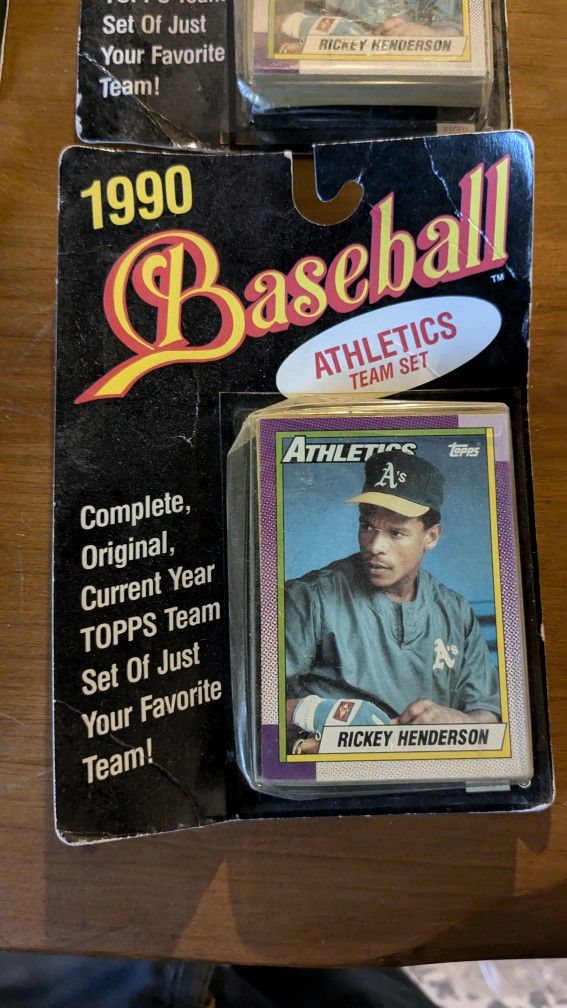 Set Of Just
Your Favorite
Team!
RICKEY HENDERSON
1990
Baseball
TM
ATHLETICS
TEAM SET
Complete,
Original,
Current Year
TOPPS Team
Set Of Just
Your Favorite
Team!
ATHLETICS
topps
A's
A's
RICKEY HENDERSON